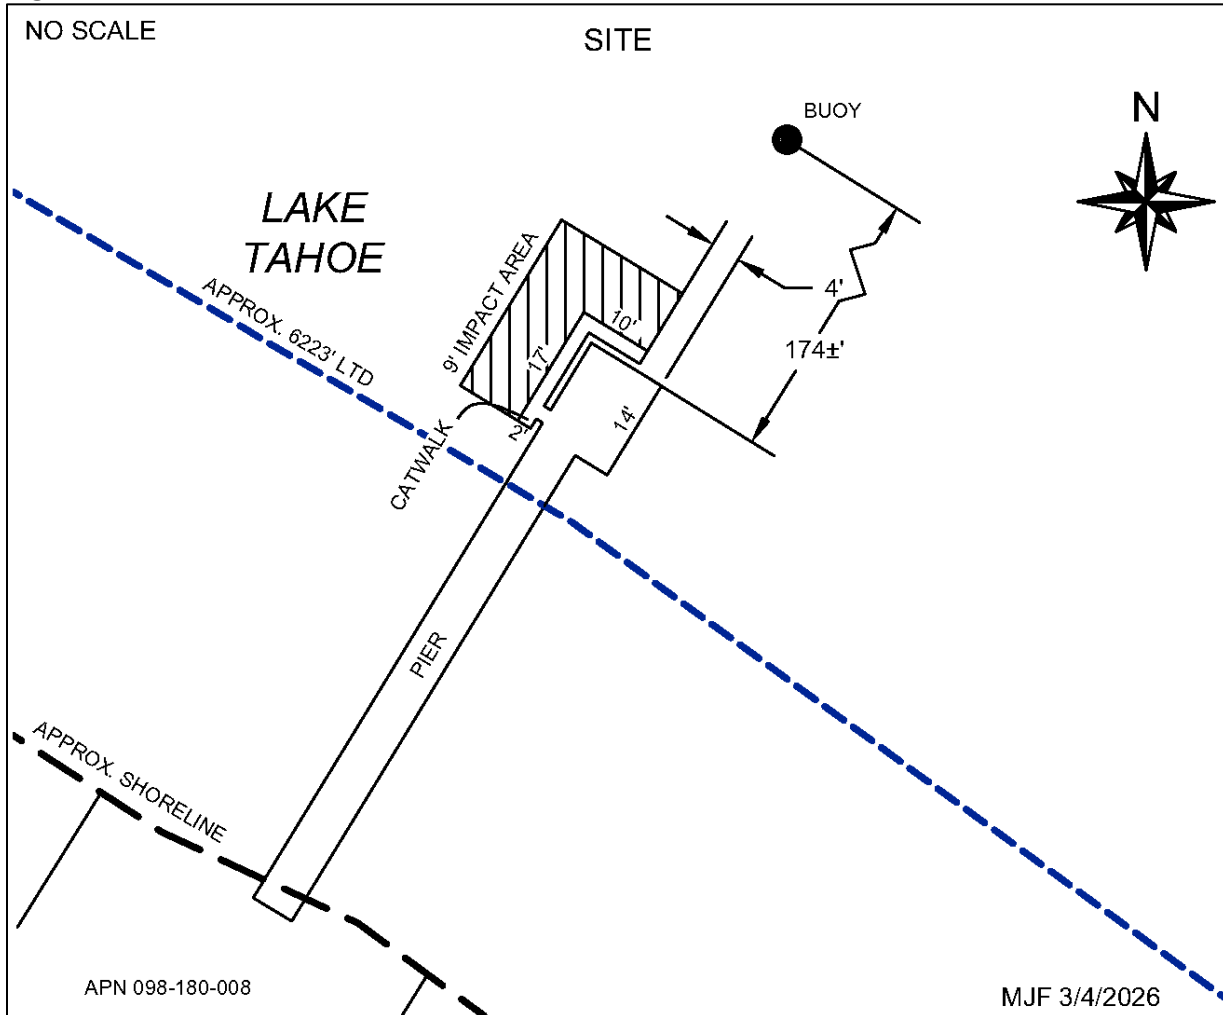 NO SCALE
SITE
BUOY
N
LAKE
TAHOE
APPROX. 6223' LTD
9' IMPACT AREA
10'
17'
4'
174±'
2'
14'
CATWALK
PIER
APPROX. SHORELINE
APN 098-180-008
MJF 3/4/2026